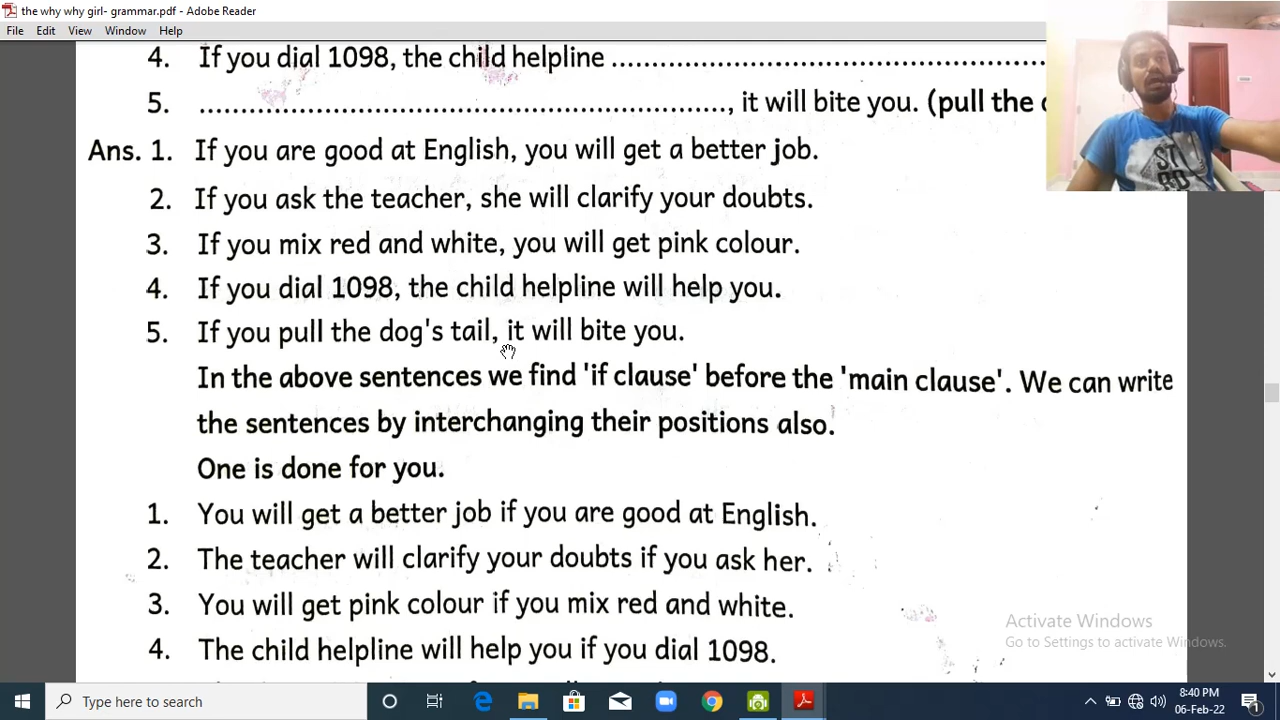 the why why girl- grammar.pdf - Adobe Reader
File Edit View Window Help
4. If you dial 1098, the child helpline ......................................................
5. ................................................................., it will bite you. (pull the
Ans. 1. If you are good at English, you will get a better job.
2. If you ask the teacher, she will clarify your doubts.
3. If you mix red and white, you will get pink colour.
4. If you dial 1098, the child helpline will help you.
5. If you pull the dog's tail, it will bite you.
In the above sentences we find 'if clause' before the 'main clause'. We can write
the sentences by interchanging their positions also.
One is done for you.
1. You will get a better job if you are good at English.
2. The teacher will clarify your doubts if you ask her.
3. You will get pink colour if you mix red and white.
4. The child helpline will help you if you dial 1098.
Activate Windows
Go to Settings to activate Windows.
Type here to search
8:40 PM
06-Feb-22